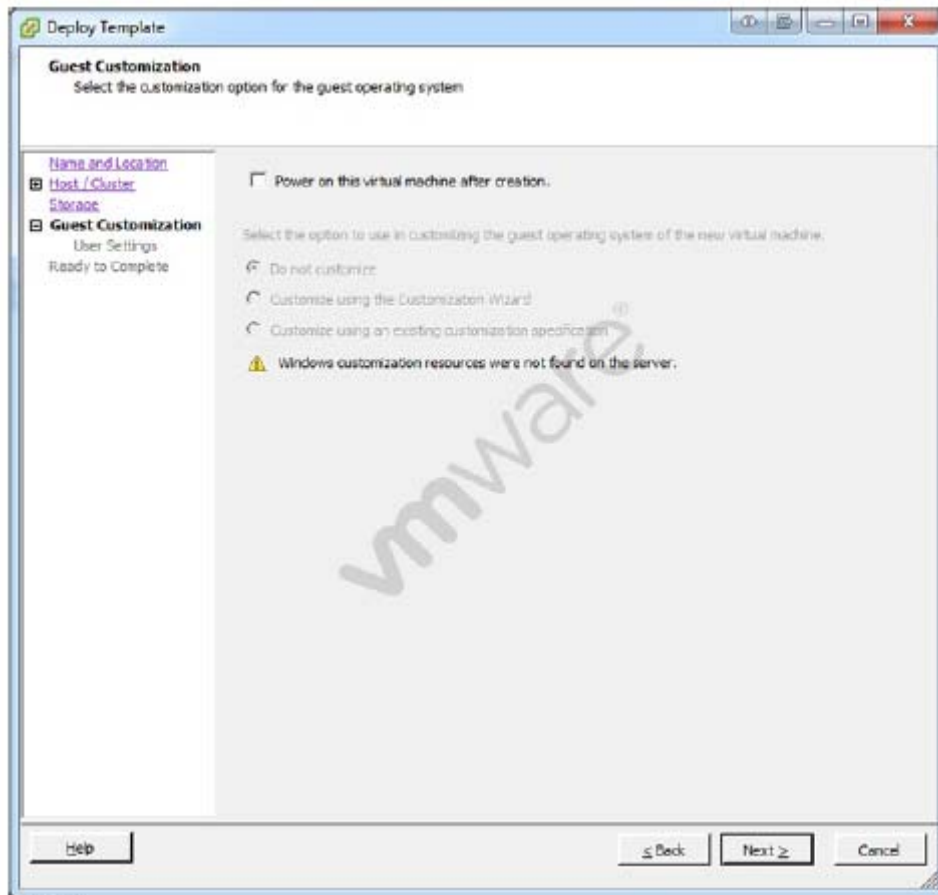 Deploy Template
Guest Customization
Select the customization option for the guest operating system
Name and Location
Host / Cluster
Storage
Guest Customization
User Settings
Ready to Complete
Power on this virtual machine after creation.
Select the option to use in customizing the guest operating system of the new virtual machine.
Do not customize
Customize using the Customization Wizard
Customize using an existing customization specification
Windows customization resources were not found on the server.
vmware®
Help
≤ Back
Next ≥
Cancel